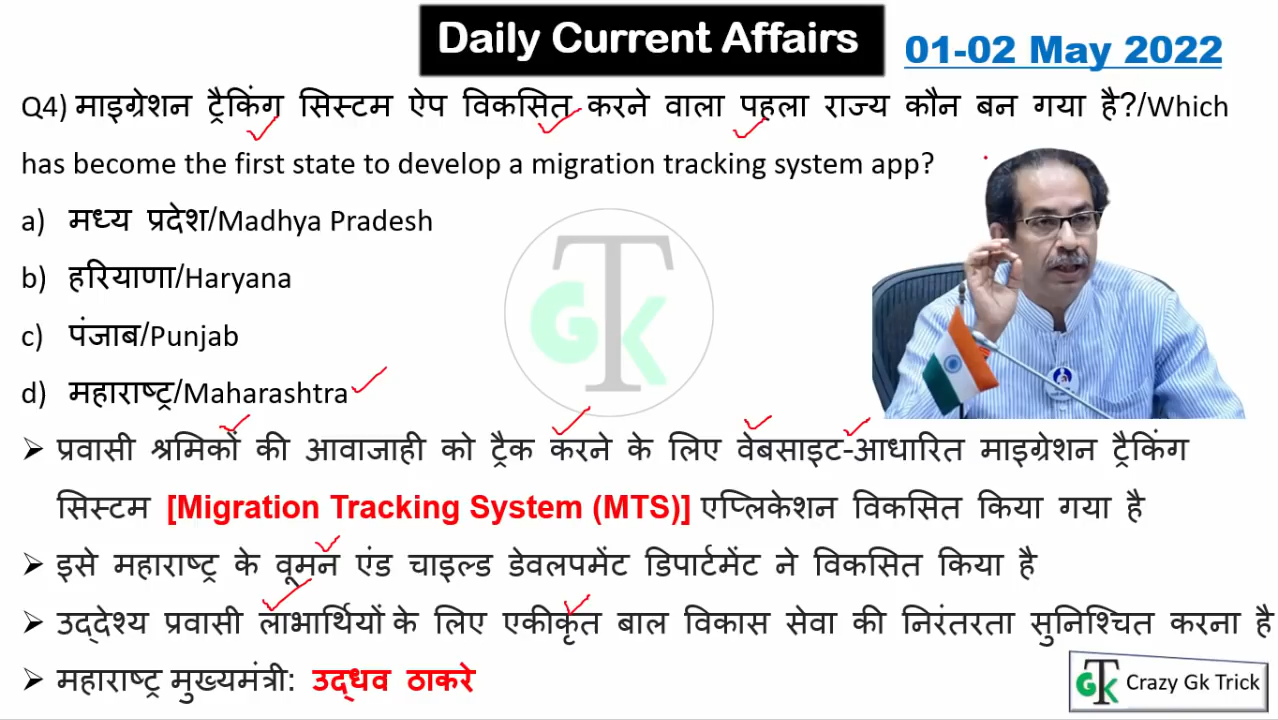 Daily Current Affairs
01-02 May 2022
Q4) माइग्रेशन ट्रैकिंग सिस्टम ऐप विकसित करने वाला पहला राज्य कौन बन गया है?/Which
has become the first state to develop a migration tracking system app?
a) मध्य प्रदेश/Madhya Pradesh
b) हरियाणा/Haryana
c) पंजाब/Punjab
d) महाराष्ट्र/Maharashtra
➢ प्रवासी श्रमिकों की आवाजाही को ट्रैक करने के लिए वेबसाइट-आधारित माइग्रेशन ट्रैकिंग
सिस्टम [Migration Tracking System (MTS)] एप्लिकेशन विकसित किया गया है
➢ इसे महाराष्ट्र के वूमन एंड चाइल्ड डेवलपमेंट डिपार्टमेंट ने विकसित किया है
➢ उद्देश्य प्रवासी लाभार्थियों के लिए एकीकृत बाल विकास सेवा की निरंतरता सुनिश्चित करना है
➢ महाराष्ट्र मुख्यमंत्री: उद्धव ठाकरे
GTK
GTK Crazy Gk Trick